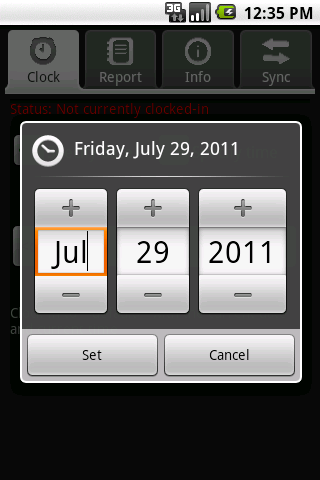 3G 12:35 PM
Clock Report Info Sync
Status: Not currently clocked-in
Friday, July 29, 2011
+ + +
Jul 29 2011
- - -
Set Cancel